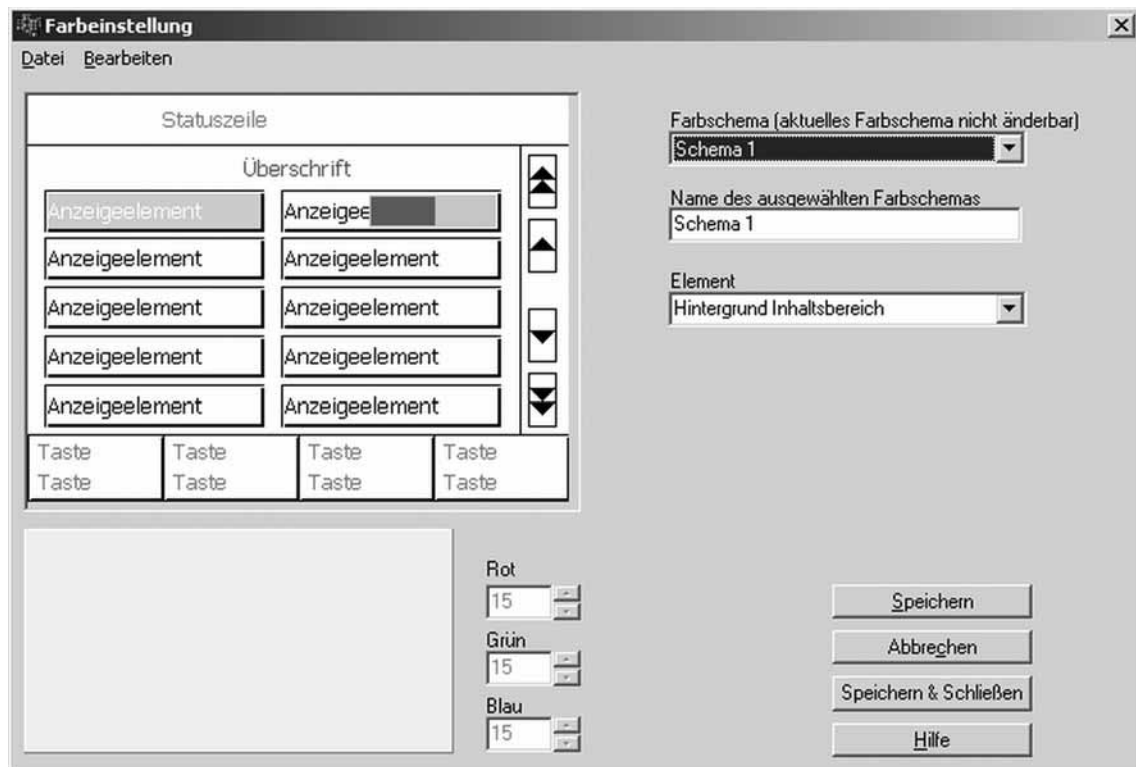 Farbeinstellung
Datei Bearbeiten
Statuszeile
Überschrift
Anzeigeelement Anzeigee
Anzeigeelement Anzeigeelement
Anzeigeelement Anzeigeelement
Anzeigeelement Anzeigeelement
Anzeigeelement Anzeigeelement
Taste Taste Taste Taste
Taste Taste Taste Taste
Farbschema (aktuelles Farbschema nicht änderbar)
Schema 1
Name des ausgewählten Farbschemas
Schema 1
Element
Hintergrund Inhaltsbereich
Rot
15
Grün
15
Blau
15
Speichern
Abbrechen
Speichern & Schließen
Hilfe